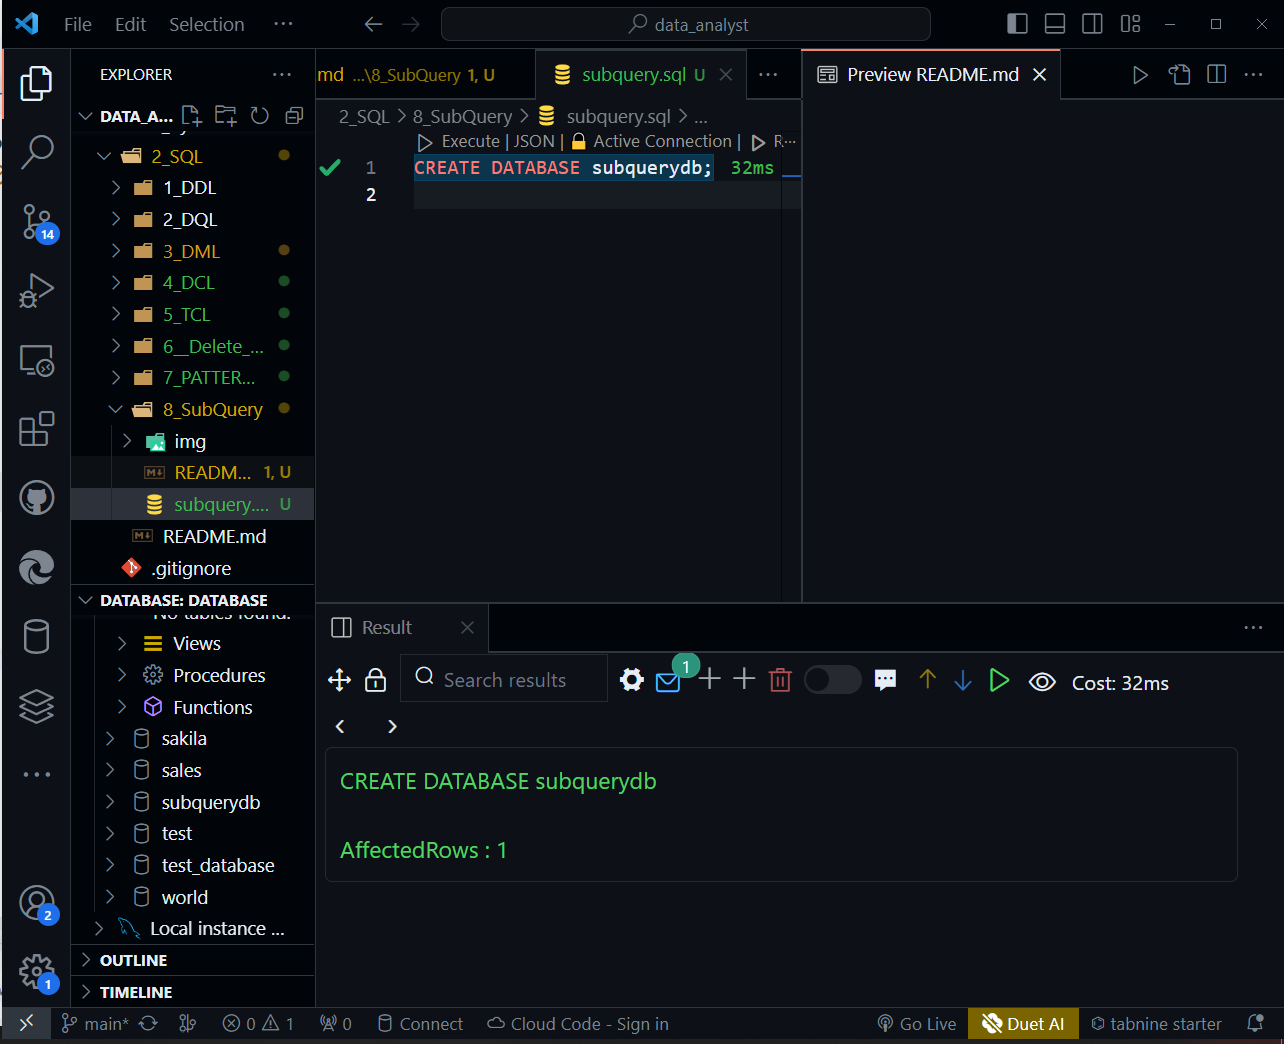 File Edit Selection ···
data_analyst
EXPLORER
DATA_A...
2_SQL
1_DDL
2_DQL
3_DML
4_DCL
5_TCL
6__Delete_...
7_PATTER...
8_SubQuery
img
READM... 1, U
subquery.... U
README.md
.gitignore
DATABASE: DATABASE
No tables found.
Views
Procedures
Functions
sakila
sales
subquerydb
test
test_database
world
Local instance ...
OUTLINE
TIMELINE
14
2
1
md ...\8_SubQuery 1, U
subquery.sql U
Preview README.md
2_SQL > 8_SubQuery > subquery.sql > ...
Execute | JSON | Active Connection |
1 CREATE DATABASE subquerydb; 32ms
2
Result
Search results
1
Cost: 32ms
CREATE DATABASE subquerydb
AffectedRows : 1
main* 0 1 0 Connect Cloud Code - Sign in Go Live Duet AI tabnine starter